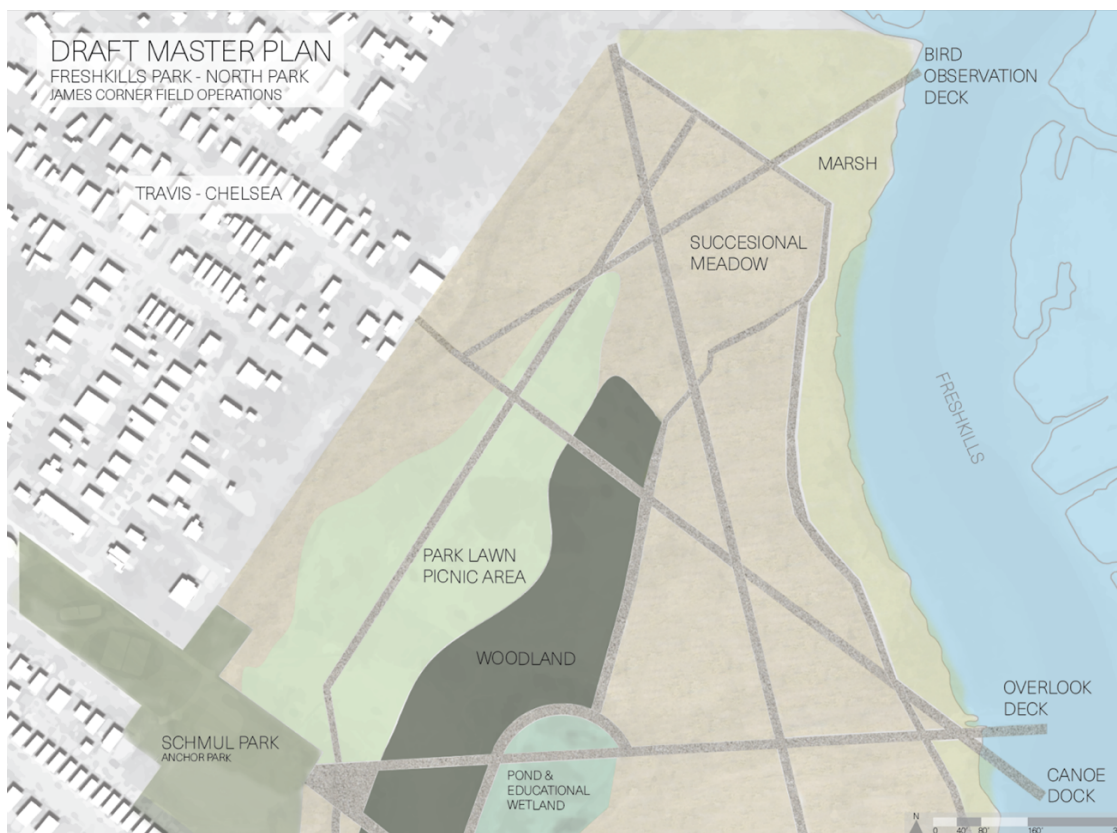 DRAFT MASTER PLAN
FRESHKILLS PARK - NORTH PARK
JAMES CORNER FIELD OPERATIONS
BIRD
OBSERVATION
DECK
MARSH
TRAVIS - CHELSEA
SUCCESIONAL
MEADOW
FRESHKILLS
PARK LAWN
PICNIC AREA
WOODLAND
OVERLOOK
DECK
SCHMUL PARK
ANCHOR PARK
POND &
EDUCATIONAL
WETLAND
CANOE
DOCK
N
0 40' 80' 160'